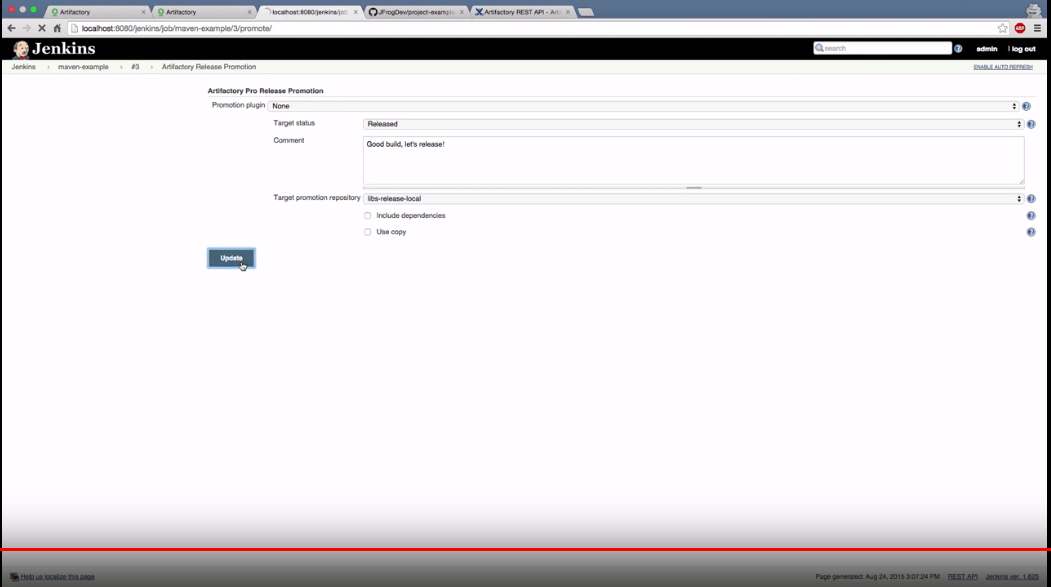 Artifactory
Artifactory
localhost:8080/jenkins/job
JFrogDev/project-example
Artifactory REST API - Arti
localhost:8080/jenkins/job/maven-example/3/promote/
ABP
Jenkins
search
admin
| log out
Jenkins
maven-example
#3
Artifactory Release Promotion
ENABLE AUTO REFRESH
Artifactory Pro Release Promotion
Promotion plugin
None
Target status
Released
Comment
Good build, let's release!
Target promotion repository
libs-release-local
Include dependencies
Use copy
Update
Help us localize this page
Page generated: Aug 24, 2015 3:07:24 PM
REST API
Jenkins ver. 1.625